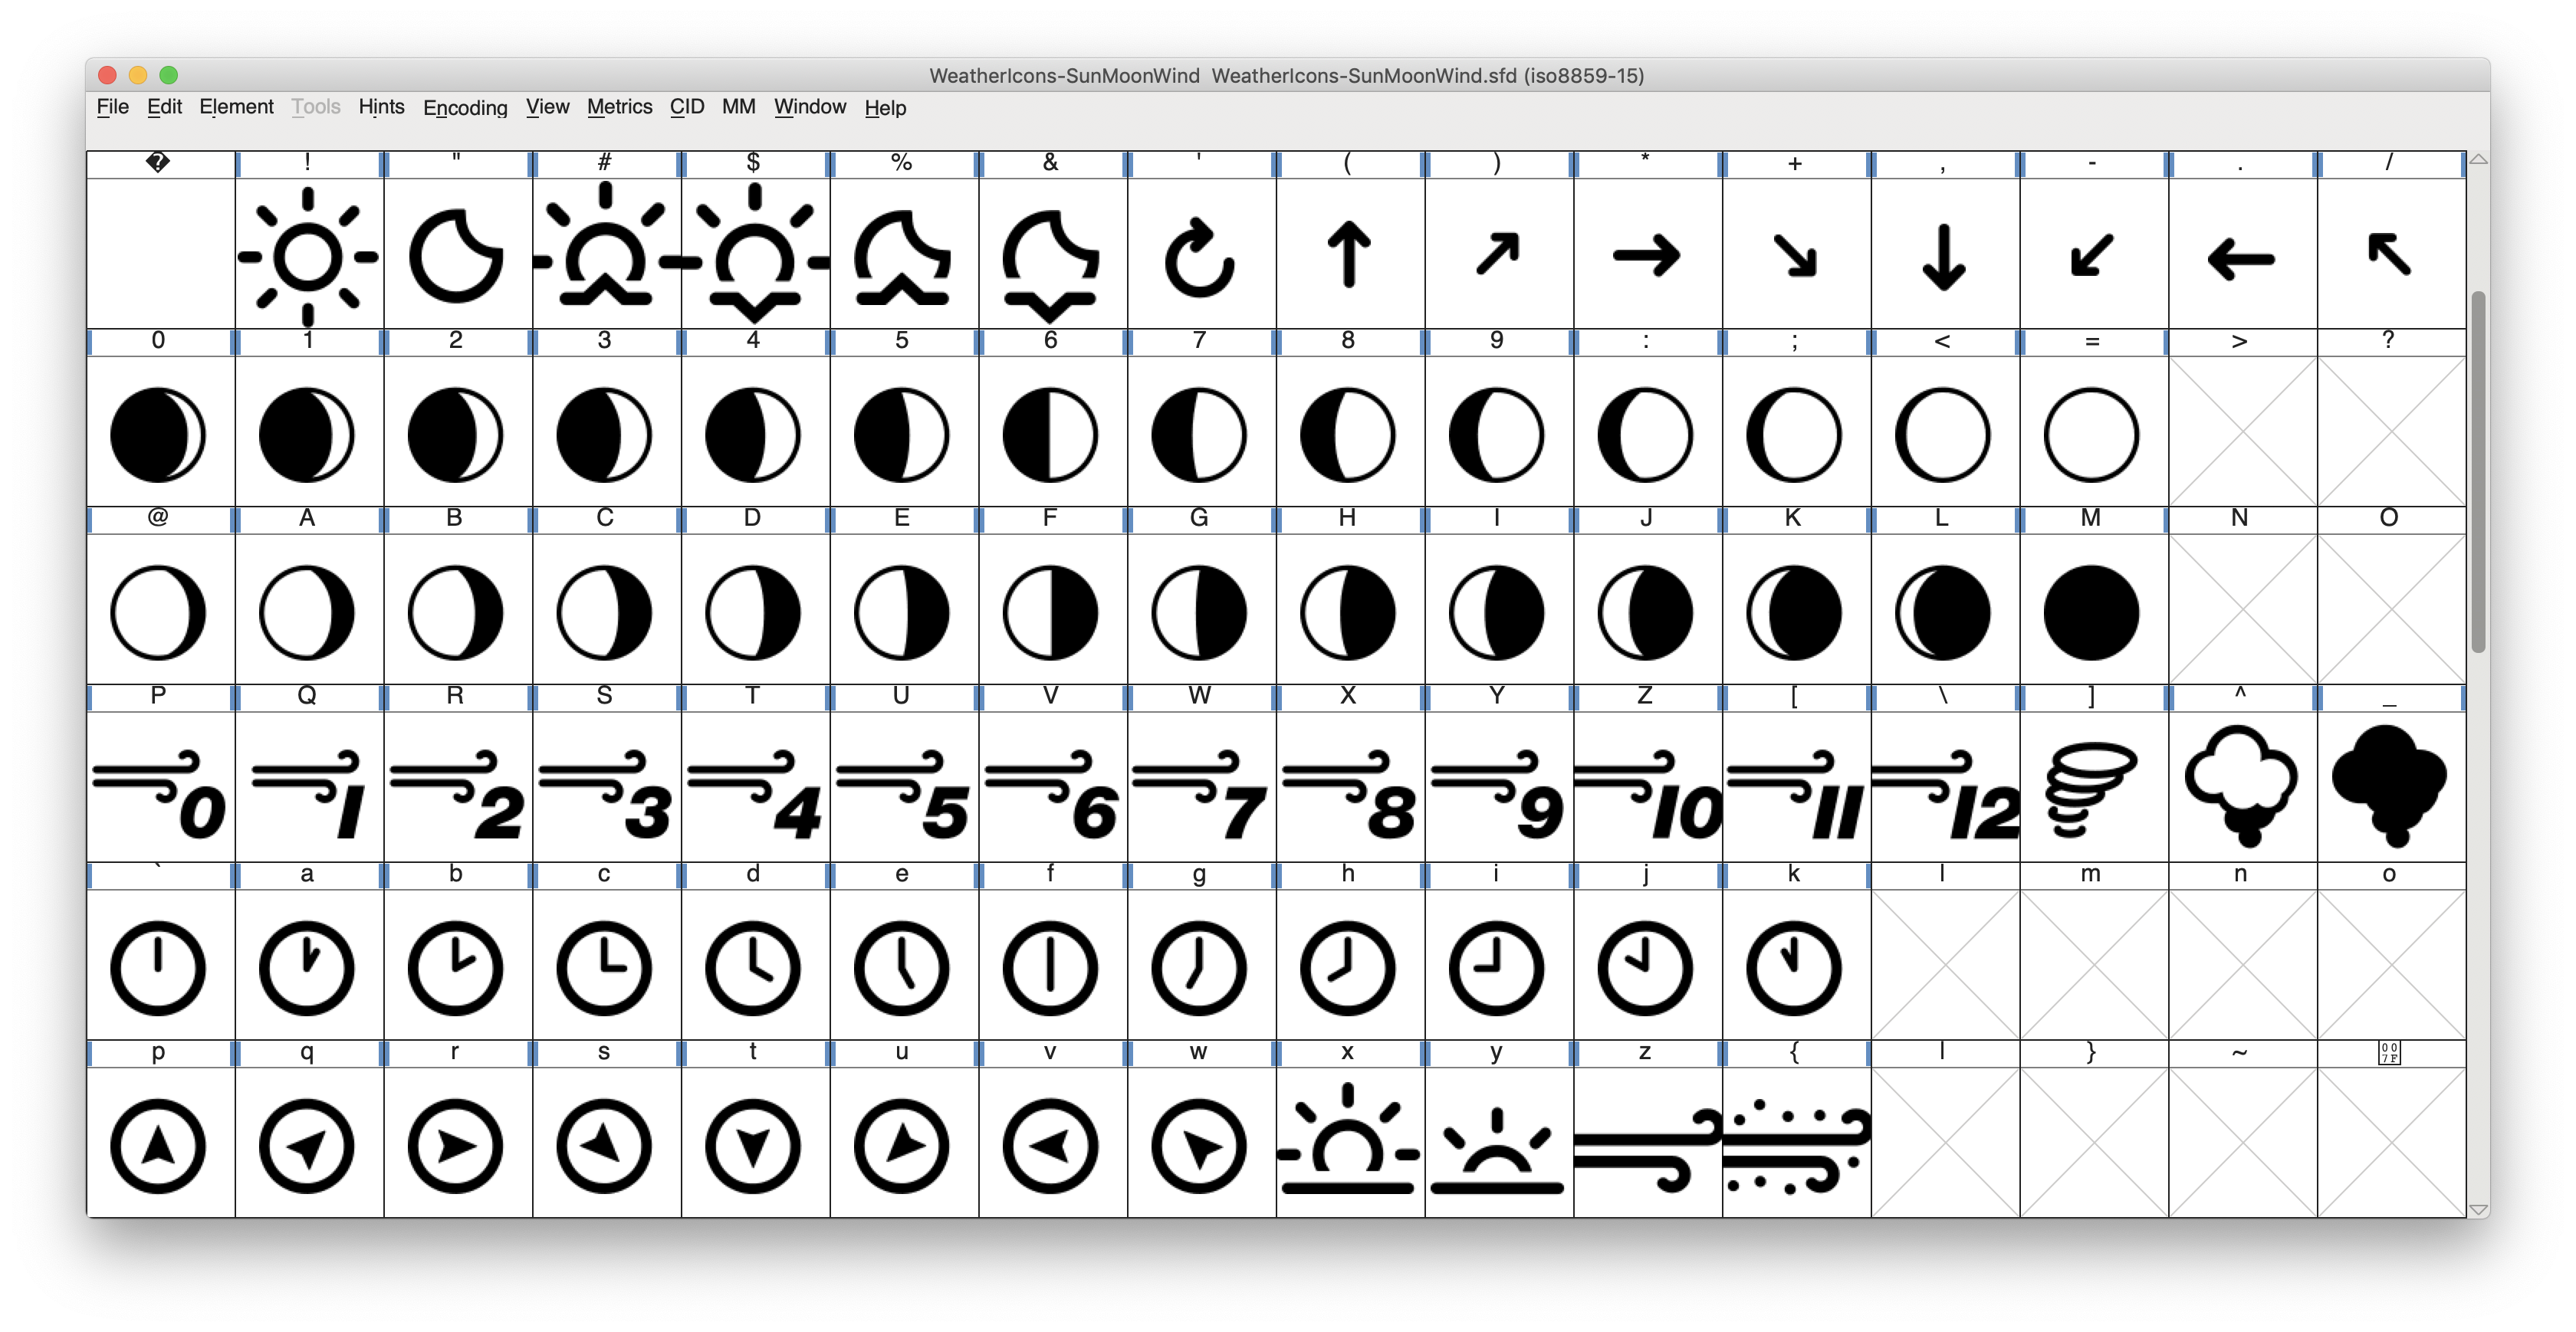 WeatherIcons-SunMoonWind  WeatherIcons-SunMoonWind.sfd (iso8859-15)
File Edit Element Tools Hints Encoding View Metrics CID MM Window Help
� ! " # $ % & ' ( ) * + , - . /
0 1 2 3 4 5 6 7 8 9 : ; < = > ?
@ A B C D E F G H I J K L M N O
P Q R S T U V W X Y Z [ \ ] ^ _
0 1 2 3 4 5 6 7 8 9 10 11 12
` a b c d e f g h i j k l m n o
p q r s t u v w x y z { | } ~ 007F